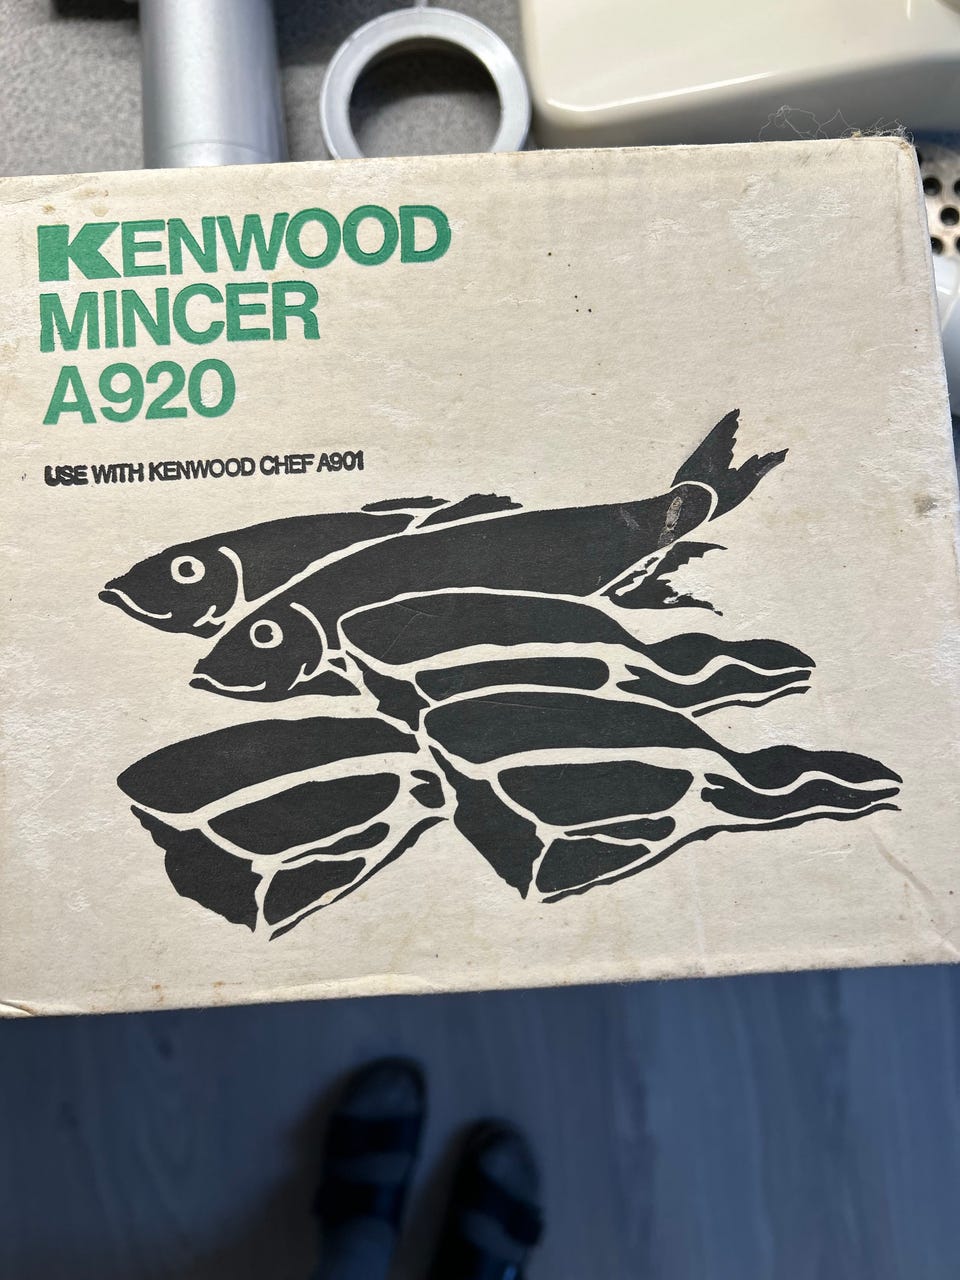 KENWOOD
MINCER
A920
USE WITH KENWOOD CHEF A901